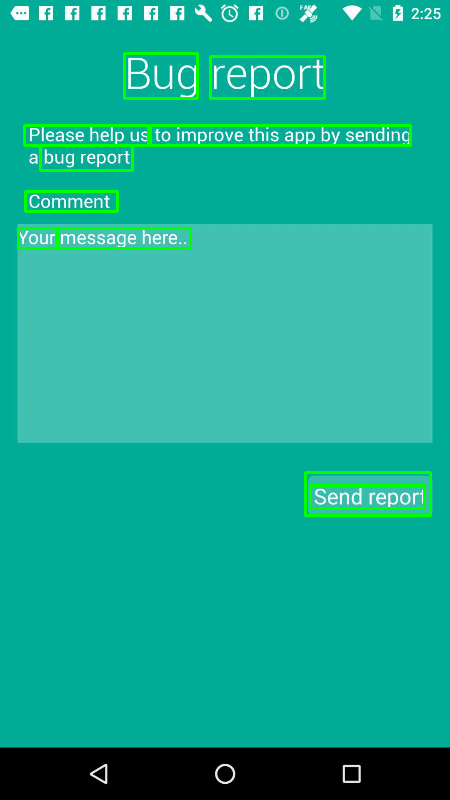 2:25
Bug report
Please help us to improve this app by sending
a bug report
Comment
Your message here..
Send report